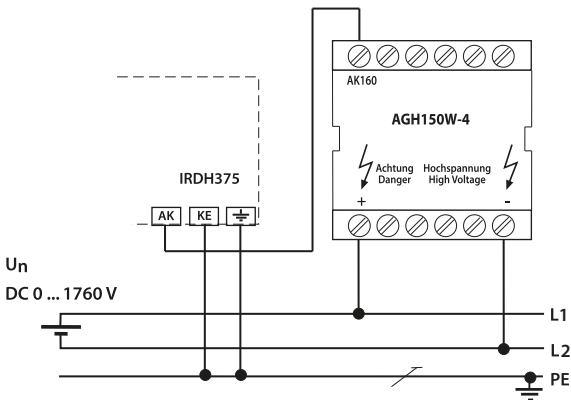 AK160
AGH150W-4
IRDH375
Achtung Hochspannung
Danger High Voltage
+ -
AK KE
Un
DC 0 ... 1760 V
L1
L2
PE